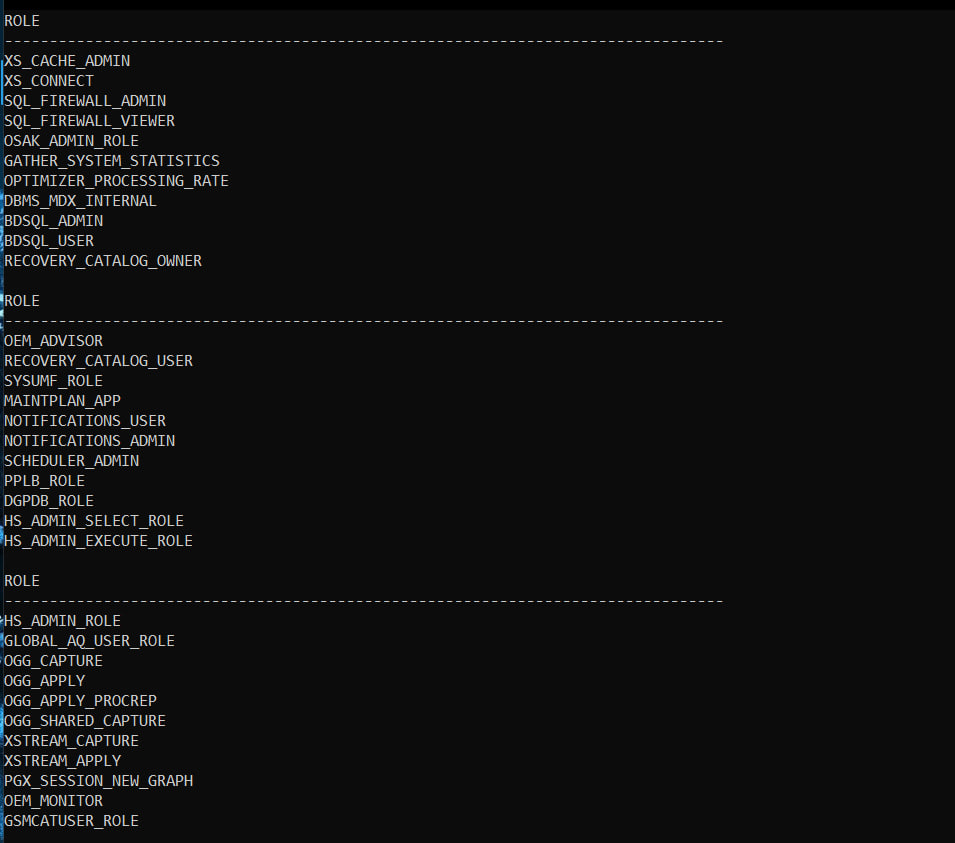 ROLE
--------------------------------------------------------------------------------
XS_CACHE_ADMIN
XS_CONNECT
SQL_FIREWALL_ADMIN
SQL_FIREWALL_VIEWER
OSAK_ADMIN_ROLE
GATHER_SYSTEM_STATISTICS
OPTIMIZER_PROCESSING_RATE
DBMS_MDX_INTERNAL
BDSQL_ADMIN
BDSQL_USER
RECOVERY_CATALOG_OWNER

ROLE
--------------------------------------------------------------------------------
OEM_ADVISOR
RECOVERY_CATALOG_USER
SYSUMF_ROLE
MAINTPLAN_APP
NOTIFICATIONS_USER
NOTIFICATIONS_ADMIN
SCHEDULER_ADMIN
PPLB_ROLE
DGPDB_ROLE
HS_ADMIN_SELECT_ROLE
HS_ADMIN_EXECUTE_ROLE

ROLE
--------------------------------------------------------------------------------
HS_ADMIN_ROLE
GLOBAL_AQ_USER_ROLE
OGG_CAPTURE
OGG_APPLY
OGG_APPLY_PROCREP
OGG_SHARED_CAPTURE
XSTREAM_CAPTURE
XSTREAM_APPLY
PGX_SESSION_NEW_GRAPH
OEM_MONITOR
GSMCATUSER_ROLE